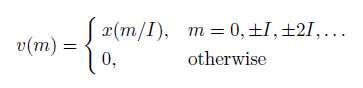 v(m) = { x(m/I), m = 0, ±I, ±2I, . . .
0, otherwise